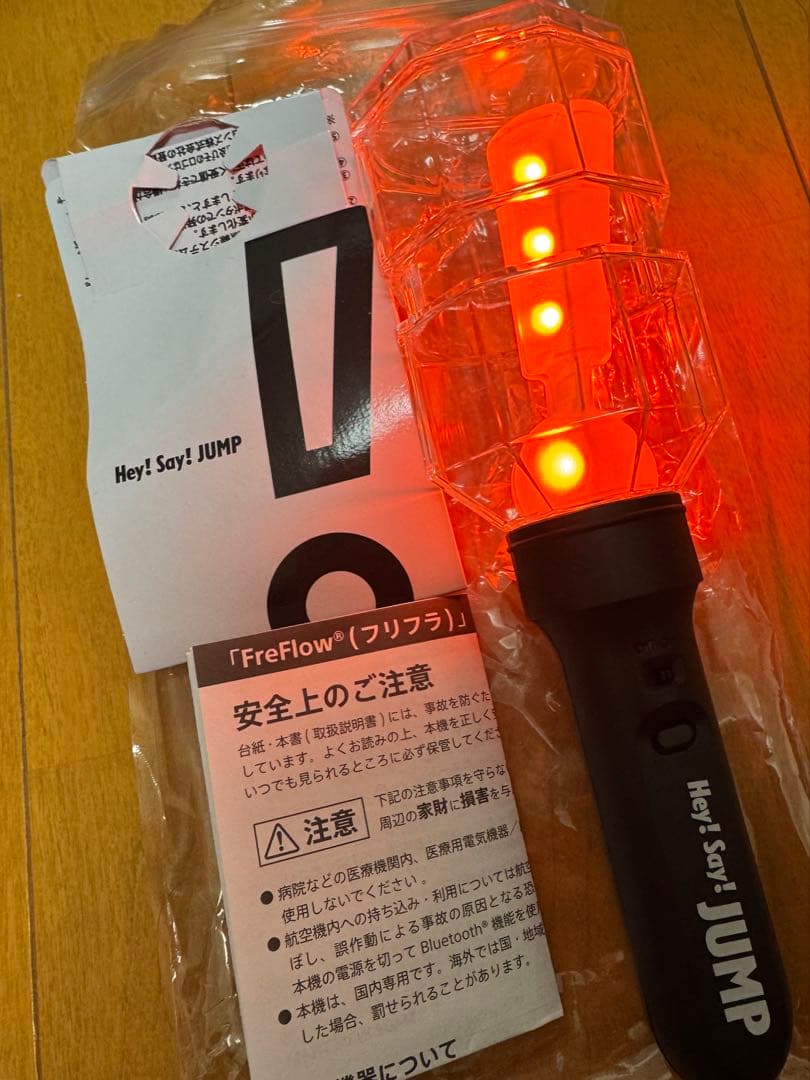 Hey! Say! JUMP
「FreFlow®(フリフラ)」
安全上のご注意
台紙・本書(取扱説明書)には、事故を防ぐた
しています。よくお読みの上、本機を正しく
いつでも見られるところに必ず保管してくださ
注意
下記の注意事項を守らな
周辺の家財に損害を与
●病院などの医療機関内、医療用電気機器/
使用しないでください。
●航空機内への持ち込み・利用については航空
ぼし、誤作動による事故の原因となる恐
本機の電源を切って Bluetooth® 機能を使
●本機は、国内専用です。海外では国・地域
した場合、罰せられることがあります。
機器について
Hey! Say! JUMP